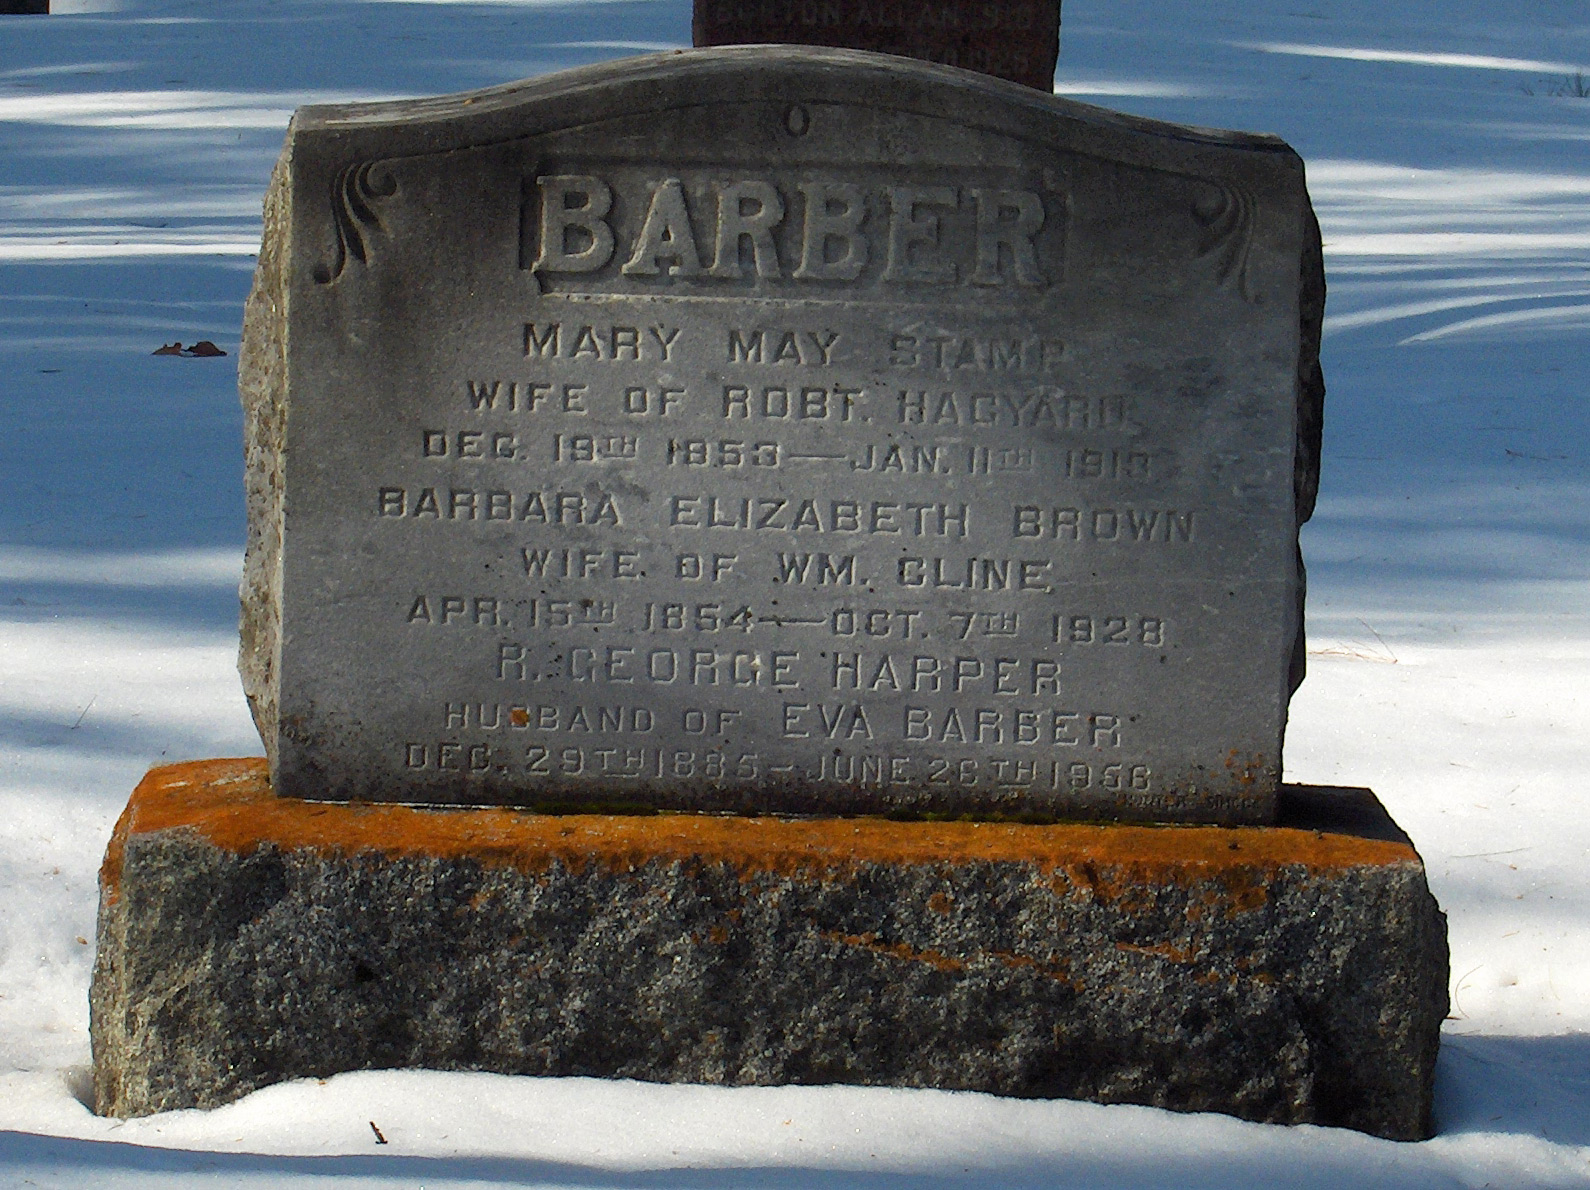 ALLAN
BARBER
MARY MAY STAMP
WIFE OF ROBT. HAGYARD
DEC. 19TH 1853—JAN. 11TH 1913
BARBARA ELIZABETH BROWN
WIFE OF WM. CLINE
APR. 15TH 1854—OCT. 7TH 1928
R. GEORGE HARPER
HUSBAND OF EVA BARBER
DEC. 29TH 1885-JUNE 26TH 1958